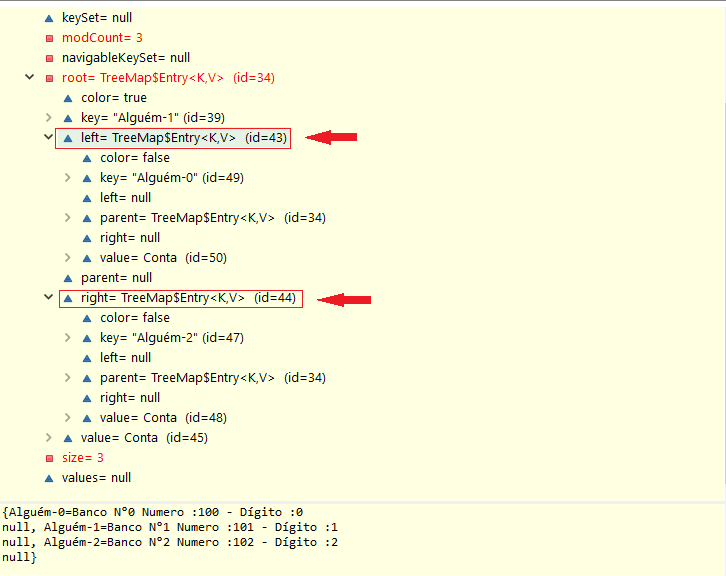 keySet= null
modCount= 3
navigableKeySet= null
root= TreeMap$Entry<K,V> (id=34)
color= true
key= "Alguém-1" (id=39)
left= TreeMap$Entry<K,V> (id=43)
color= false
key= "Alguém-0" (id=49)
left= null
parent= TreeMap$Entry<K,V> (id=34)
right= null
value= Conta (id=50)
parent= null
right= TreeMap$Entry<K,V> (id=44)
color= false
key= "Alguém-2" (id=47)
left= null
parent= TreeMap$Entry<K,V> (id=34)
right= null
value= Conta (id=48)
value= Conta (id=45)
size= 3
values= null
{Alguém-0=Banco Nº0 Numero :100 - Dígito :0
null, Alguém-1=Banco Nº1 Numero :101 - Dígito :1
null, Alguém-2=Banco Nº2 Numero :102 - Dígito :2
null}